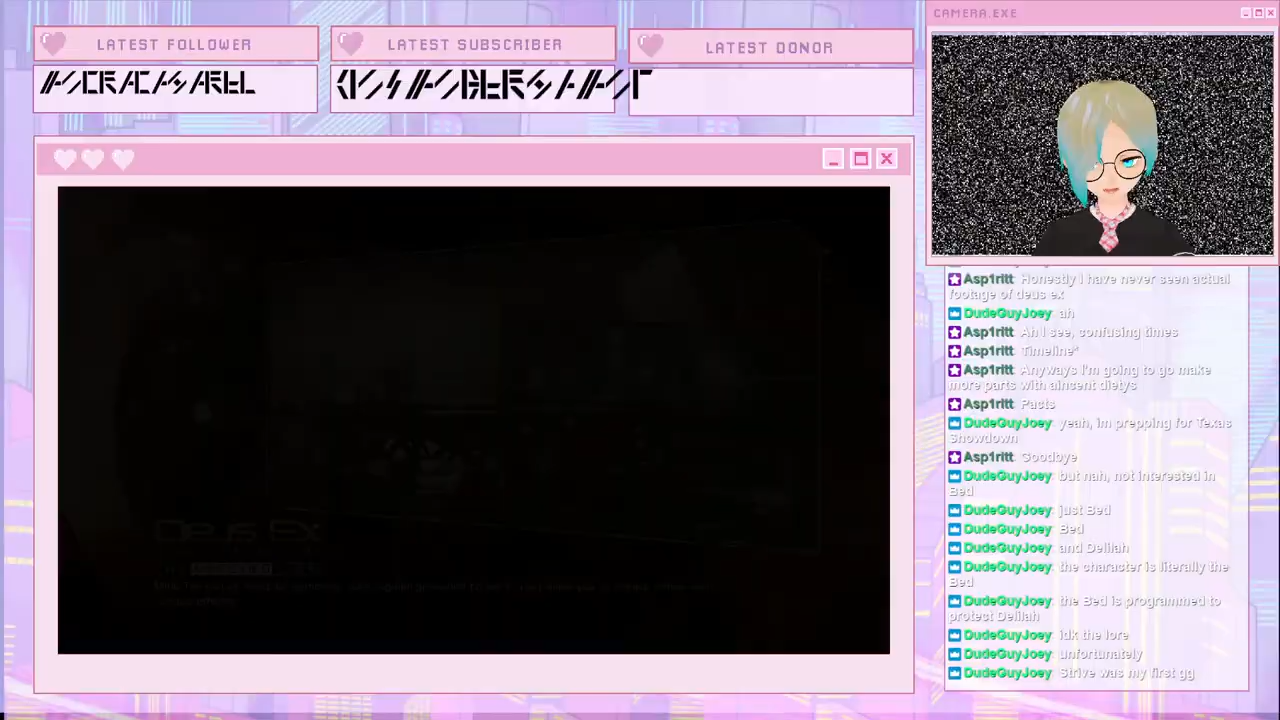 CAMERA.EXE
LATEST FOLLOWER
LATEST SUBSCRIBER
LATEST DONOR
Asp1ritt Honestly I have never seen actual
footage of deus ex
DudeGuyJoey ah
Asp1ritt Ah I see, confusing times
Asp1ritt Timeline*
Asp1ritt Anyways I'm going to go make
more parts with aincent dietys
Asp1ritt Pacts
DudeGuyJoey yeah, im prepping for Texas
Showdown
Asp1ritt Goodbye
DudeGuyJoey but nah, not interested in
Bed
DudeGuyJoey just Bed
DudeGuyJoey Bed
DudeGuyJoey and Delilah
DudeGuyJoey the character is literally the
Bed
DudeGuyJoey the Bed is programmed to
protect Delilah
DudeGuyJoey idk the lore
DudeGuyJoey unfortunately
DudeGuyJoey Strive was my first gg
Deus Ex